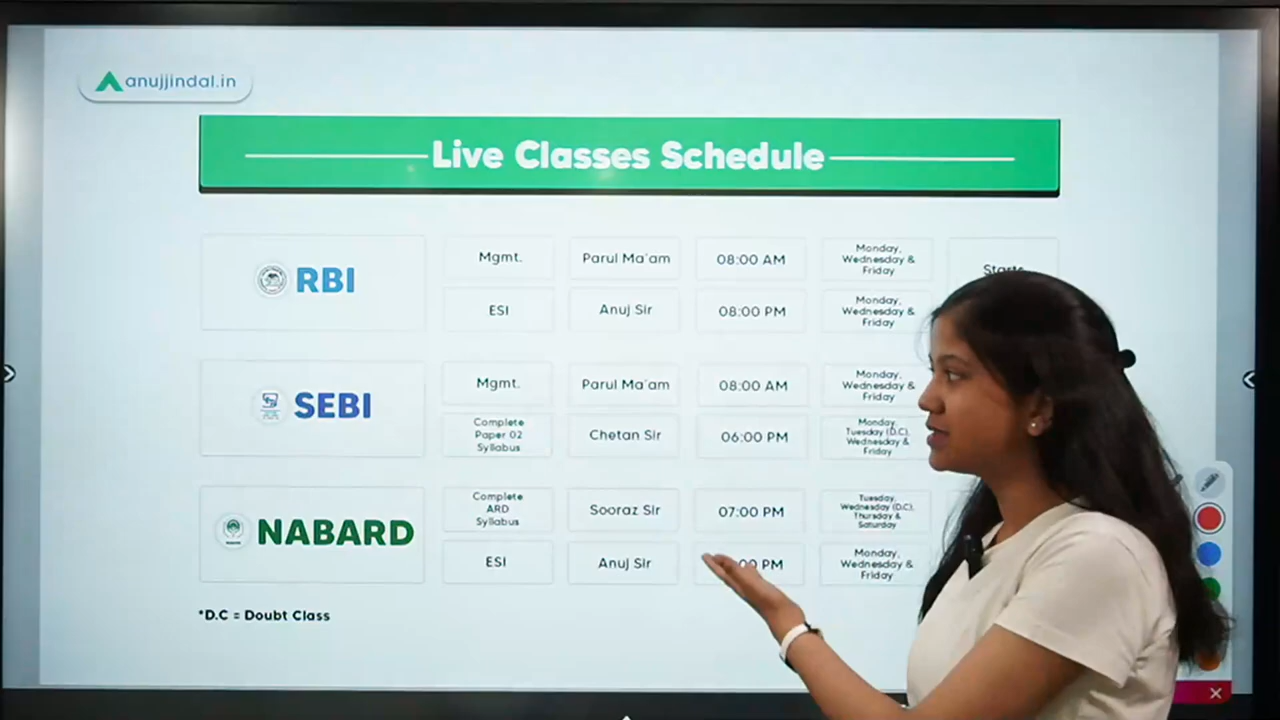 anujjindal.in
Live Classes Schedule
RBI
Mgmt.
Parul Ma'am
08:00 AM
Monday,
Wednesday &
Friday
Starts
ESI
Anuj Sir
08:00 PM
Monday,
Wednesday &
Friday
SEBI
Mgmt.
Parul Ma'am
08:00 AM
Monday,
Wednesday &
Friday
Complete
Paper 02
Syllabus
Chetan Sir
06:00 PM
Monday,
Tuesday (D.C),
Wednesday &
Friday
NABARD
Complete
ARD
Syllabus
Sooraz Sir
07:00 PM
Tuesday,
Wednesday (D.C),
Thursday &
Saturday
ESI
Anuj Sir
PM
Monday,
Wednesday &
Friday
*D.C = Doubt Class